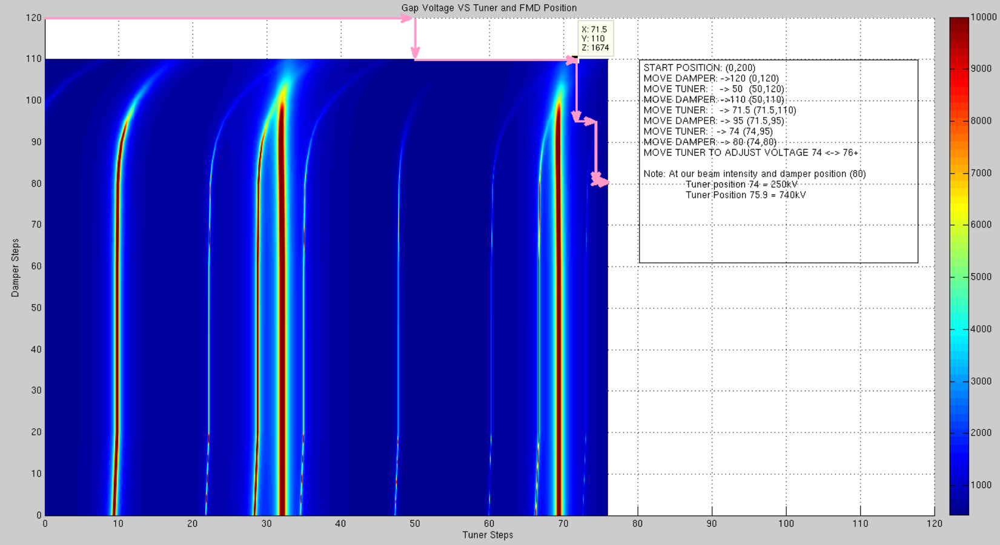 Gap Voltage VS Tuner and FMD Position
X: 71.5
Y: 110
Z: 1674
START POSITION: (0,200)
MOVE DAMPER: ->120 (0,120)
MOVE TUNER: : -> 50 (50,120)
MOVE DAMPER: ->110 (50,110)
MOVE TUNER: : -> 71.5 (71.5,110)
MOVE DAMPER: -> 95 (71.5,95)
MOVE TUNER: : -> 74 (74,95)
MOVE DAMPER: -> 80 (74,80)
MOVE TUNER TO ADJUST VOLTAGE 74 <-> 76+
Note: At our beam intensity and damper position (80)
Tuner position 74 = 250kV
Tuner Position 75.9 = 740kV
Damper Steps
120
110
100
90
80
70
60
50
40
30
20
10
0
0 10 20 30 40 50 60 70 80 90 100 110 120
Tuner Steps
10000
9000
8000
7000
6000
5000
4000
3000
2000
1000